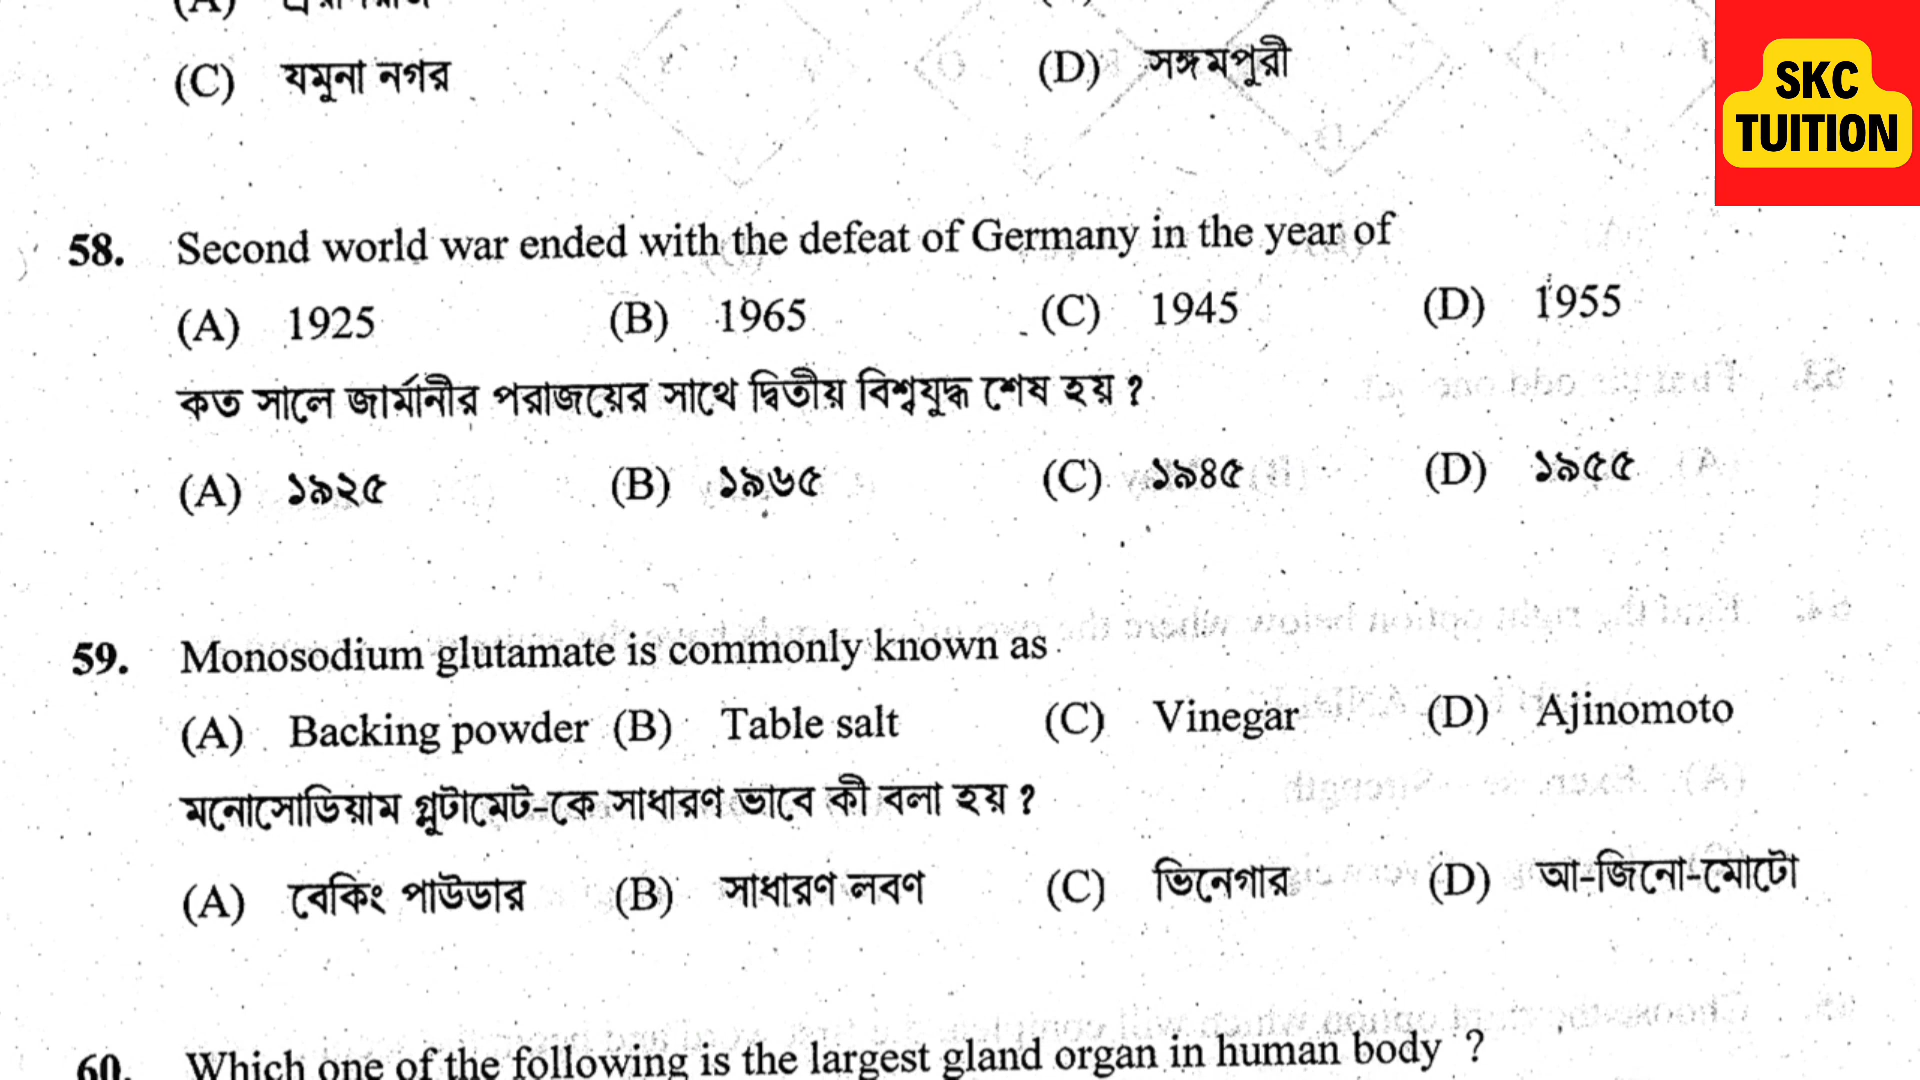 (C) যমুনা নগর (D) সঙ্গমপুরী
SKC
TUITION
58. Second world war ended with the defeat of Germany in the year of
(A) 1925 (B) 1965 (C) 1945 (D) 1955
কত সালে জার্মানীর পরাজয়ের সাথে দ্বিতীয় বিশ্বযুদ্ধ শেষ হয় ?
(A) ১৯২৫ (B) ১৯৬৫ (C) ১৯৪৫ (D) ১৯৫৫
59. Monosodium glutamate is commonly known as
(A) Backing powder (B) Table salt (C) Vinegar (D) Ajinomoto
মনোসোডিয়াম গ্লুটামেট-কে সাধারণ ভাবে কী বলা হয় ?
(A) বেকিং পাউডার (B) সাধারণ লবণ (C) ভিনেগার (D) আ-জিনো-মোটো
60. Which one of the following is the largest gland organ in human body ?